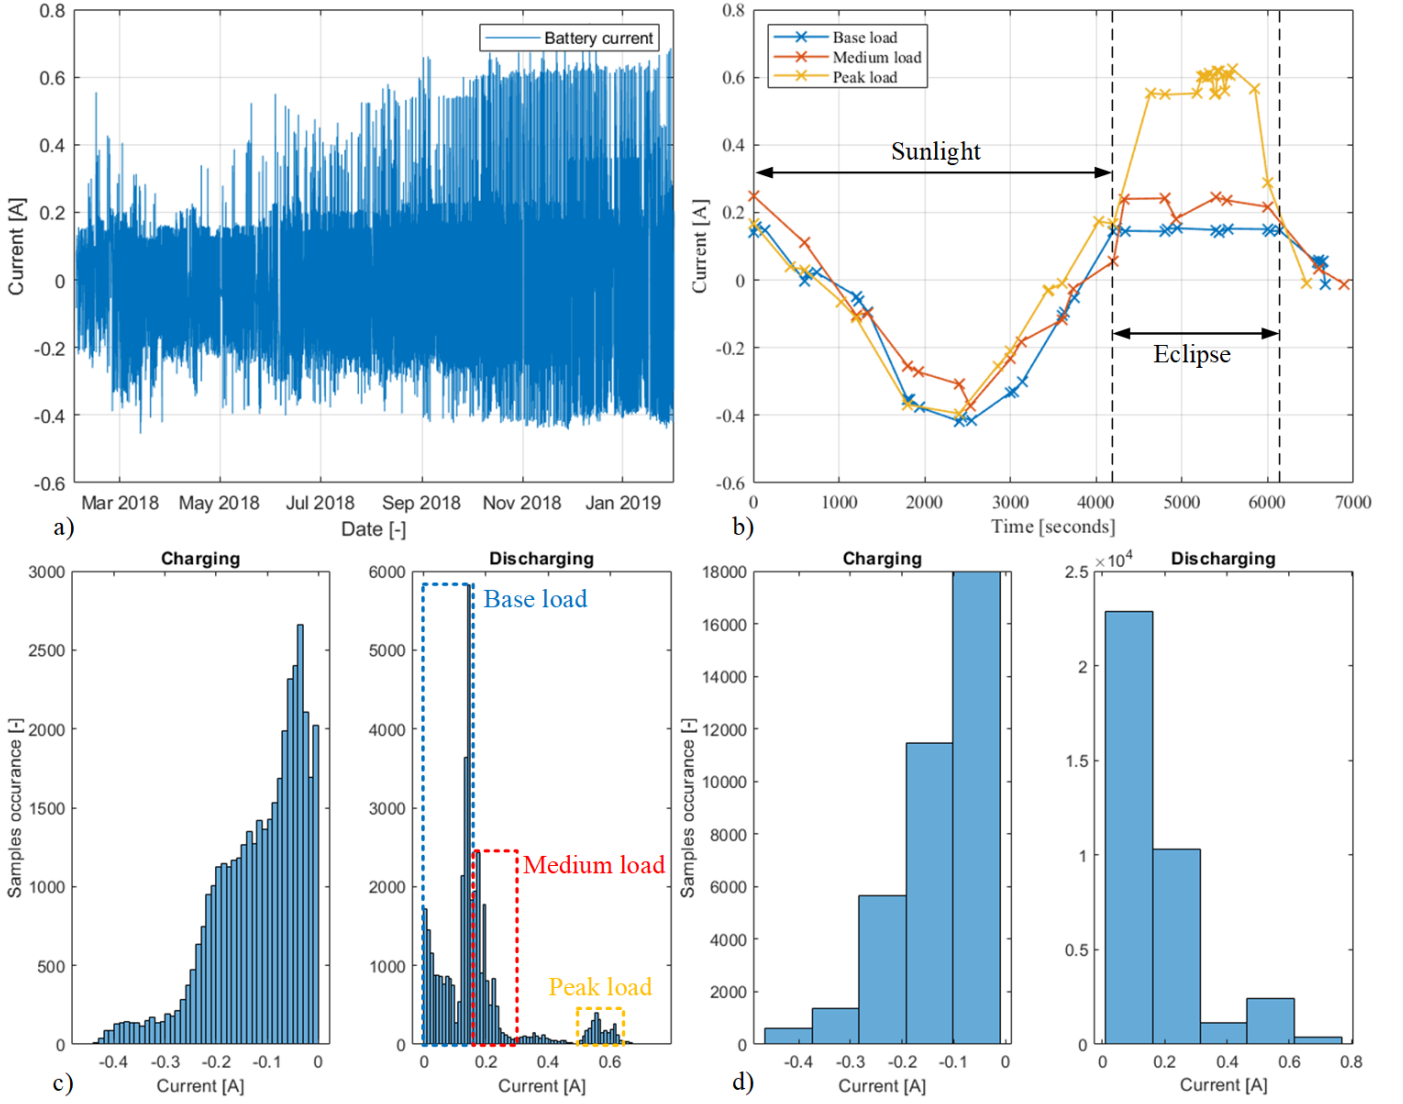 0.8
0.6
0.4
0.2
0
-0.2
-0.4
-0.6
Current [A]
Battery current
Mar 2018
May 2018
Jul 2018
Sep 2018
Nov 2018
Jan 2019
Date [-]
a)
0.8
0.6
0.4
0.2
0
-0.2
-0.4
-0.6
Current [A]
Base load
Medium load
Peak load
Sunlight
Eclipse
0
1000
2000
3000
4000
5000
6000
7000
Time [seconds]
b)
Charging
3000
2500
2000
1500
1000
500
0
Samples occurance [-]
-0.4
-0.3
-0.2
-0.1
0
Current [A]
c)
Discharging
6000
5000
4000
3000
2000
1000
0
Base load
Medium load
Peak load
0
0.2
0.4
0.6
Current [A]
Charging
18000
16000
14000
12000
10000
8000
6000
4000
2000
0
Samples occurance [-]
-0.4
-0.3
-0.2
-0.1
0
Current [A]
d)
Discharging
×10⁴
2.5
2
1.5
1
0.5
0
0
0.2
0.4
0.6
0.8
Current [A]